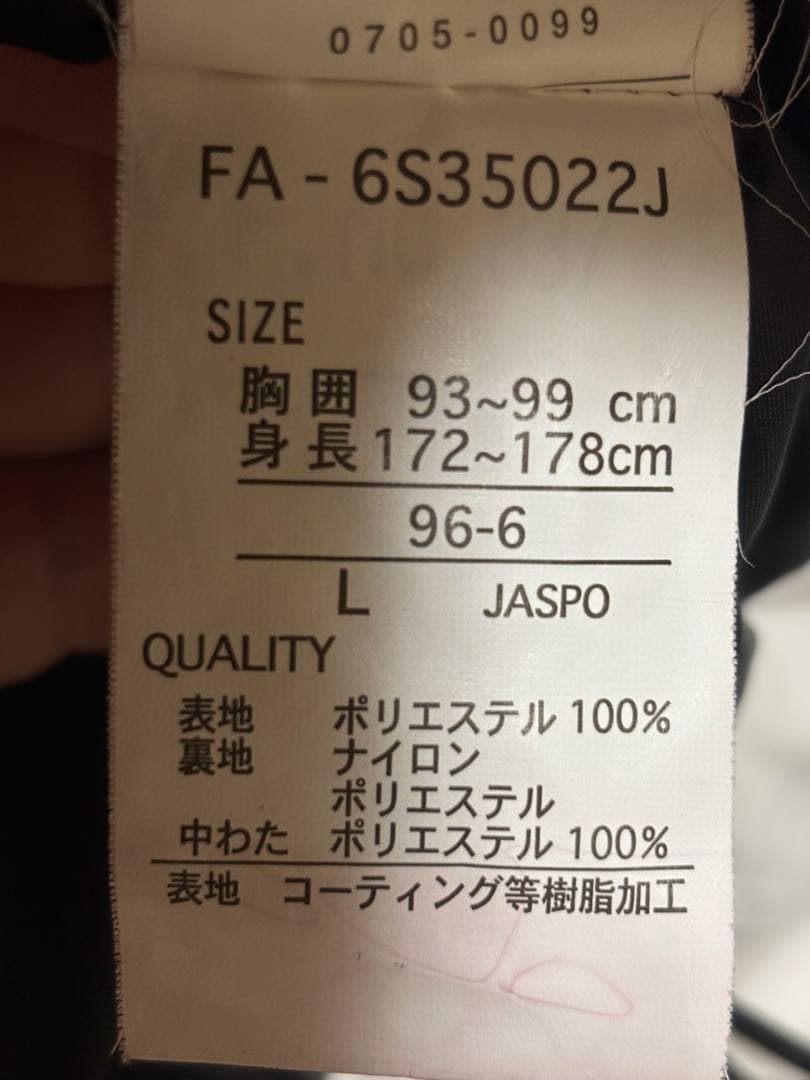 0705-0099
FA - 6S35022J
SIZE
胸囲 93~99 cm
身長 172~178cm
96-6
L JASPO
QUALITY
表地 ポリエステル 100%
裏地 ナイロン
ポリエステル
中わた ポリエステル 100%
表地 コーティング等樹脂加工